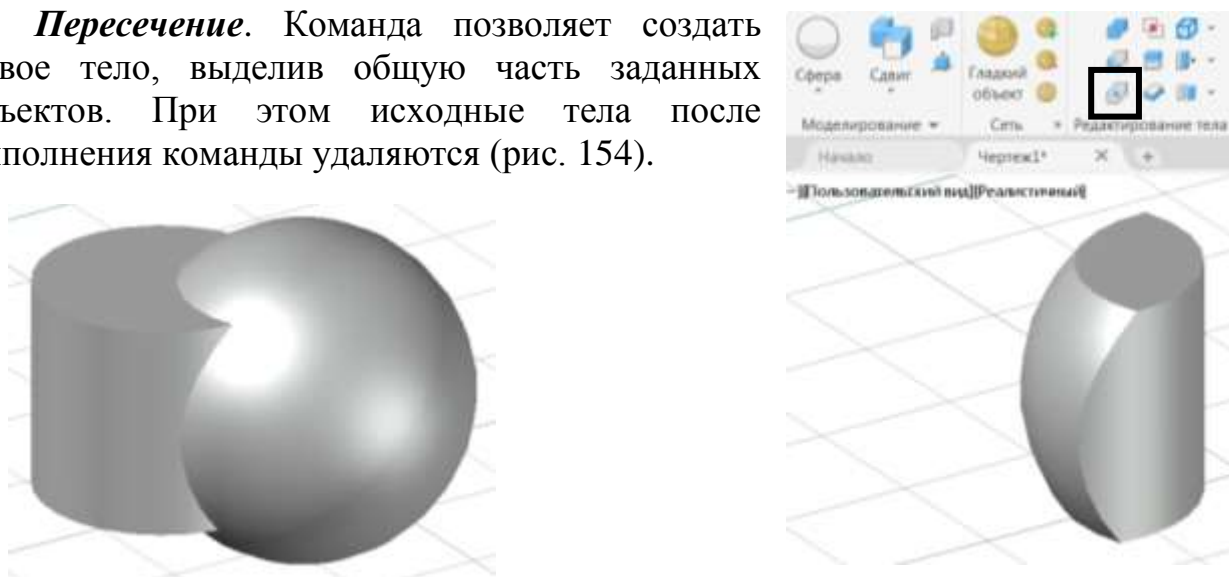 Пересечение. Команда позволяет создать
вое тело, выделив общую часть заданных
ъектов. При этом исходные тела после
полнения команды удаляются (рис. 154).
Сфера Сдвиг Гладкий
объект
Моделирование Сеть Редактирование тела
Начало Чертеж1* +
[Пользовательский вид][Реалистичный]